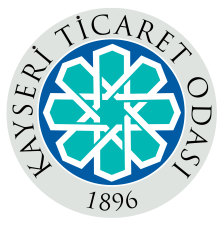 KAYSERİ TİCARET ODASI
1896